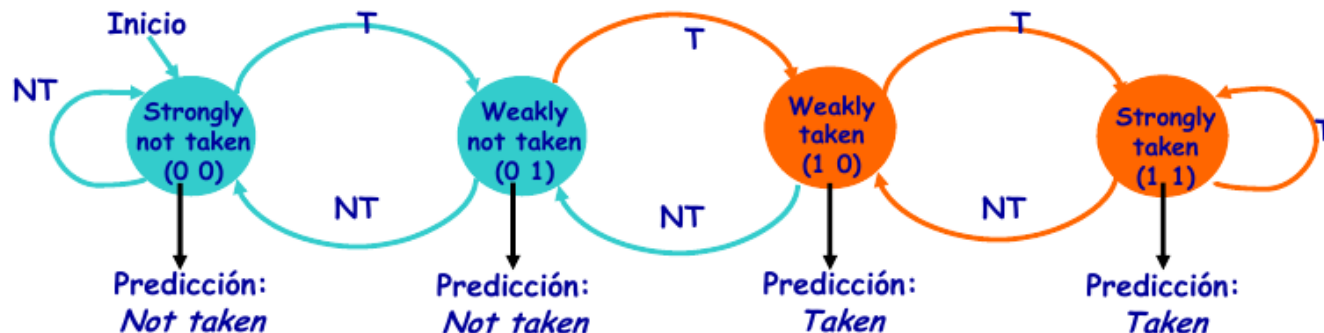 Inicio
T
T
T
NT
Strongly
not taken
(0 0)
Weakly
not taken
(0 1)
Weakly
taken
(1 0)
Strongly
taken
(1 1)
T
NT
NT
NT
Predicción:
Not taken
Predicción:
Not taken
Predicción:
Taken
Predicción:
Taken